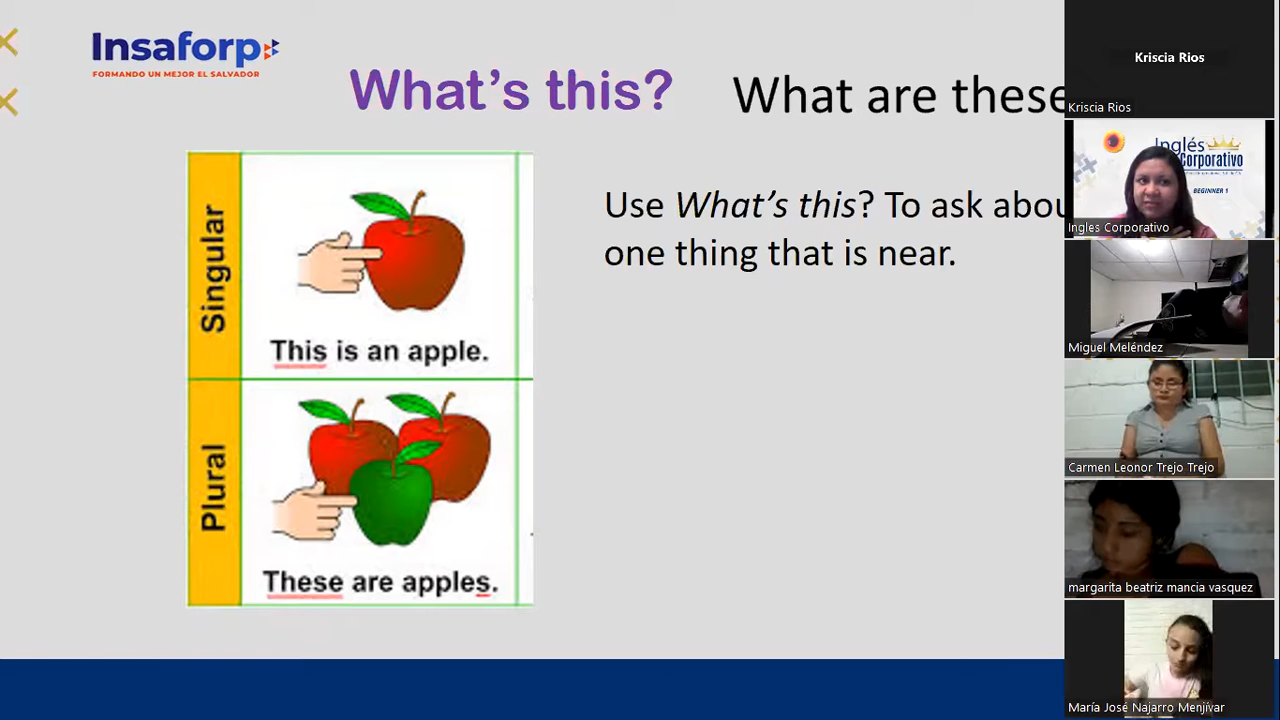 Insaforp
FORMANDO UN MEJOR EL SALVADOR
What's this?
What are these
Use What's this? To ask abou
one thing that is near.
Singular
This is an apple.
Plural
These are apples.
Kriscia Rios
Kriscia Rios
Inglés
Corporativo
BEGINNER 1
Ingles Corporativo
Miguel Meléndez
Carmen Leonor Trejo Trejo
margarita beatriz mancia vasquez
María José Najarro Menjívar